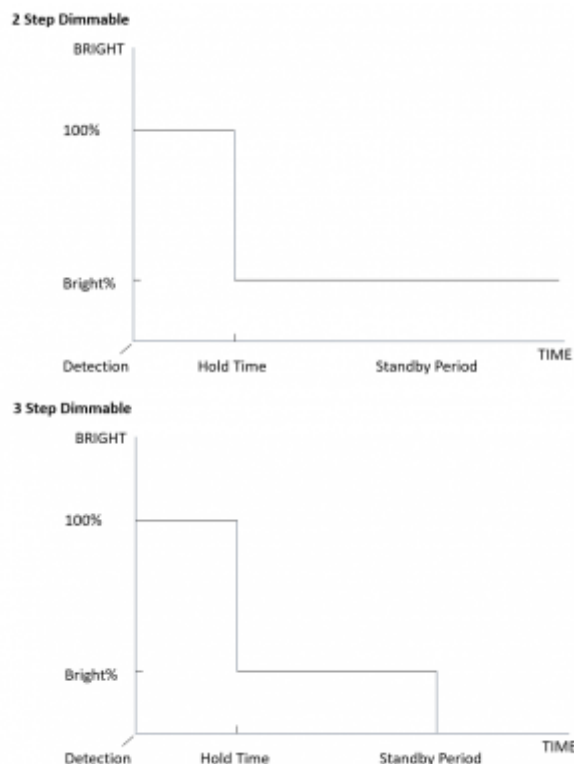 2 Step Dimmable
BRIGHT
100%
Bright%
TIME
Detection Hold Time Standby Period
3 Step Dimmable
BRIGHT
100%
Bright%
TIME
Detection Hold Time Standby Period